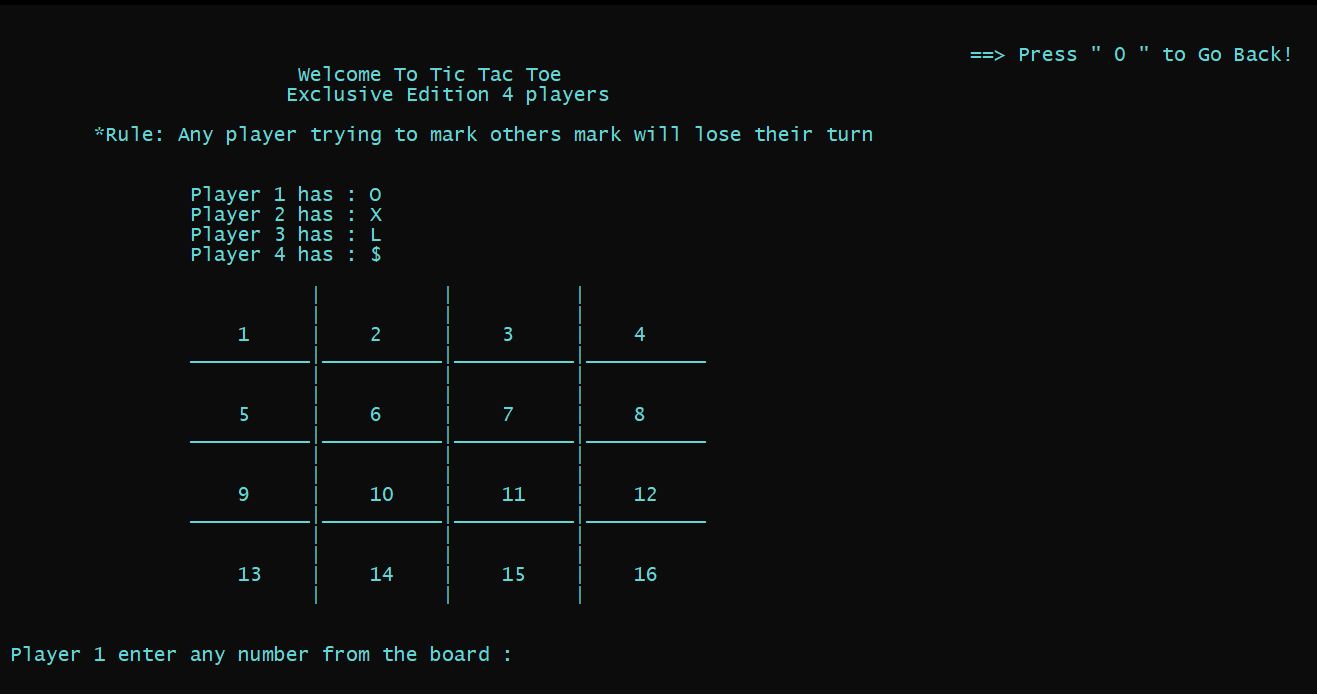 ==> Press " 0 " to Go Back!
Welcome To Tic Tac Toe
Exclusive Edition 4 players
*Rule: Any player trying to mark others mark will lose their turn
Player 1 has : O
Player 2 has : X
Player 3 has : L
Player 4 has : $
1 2 3 4
5 6 7 8
9 10 11 12
13 14 15 16
Player 1 enter any number from the board :